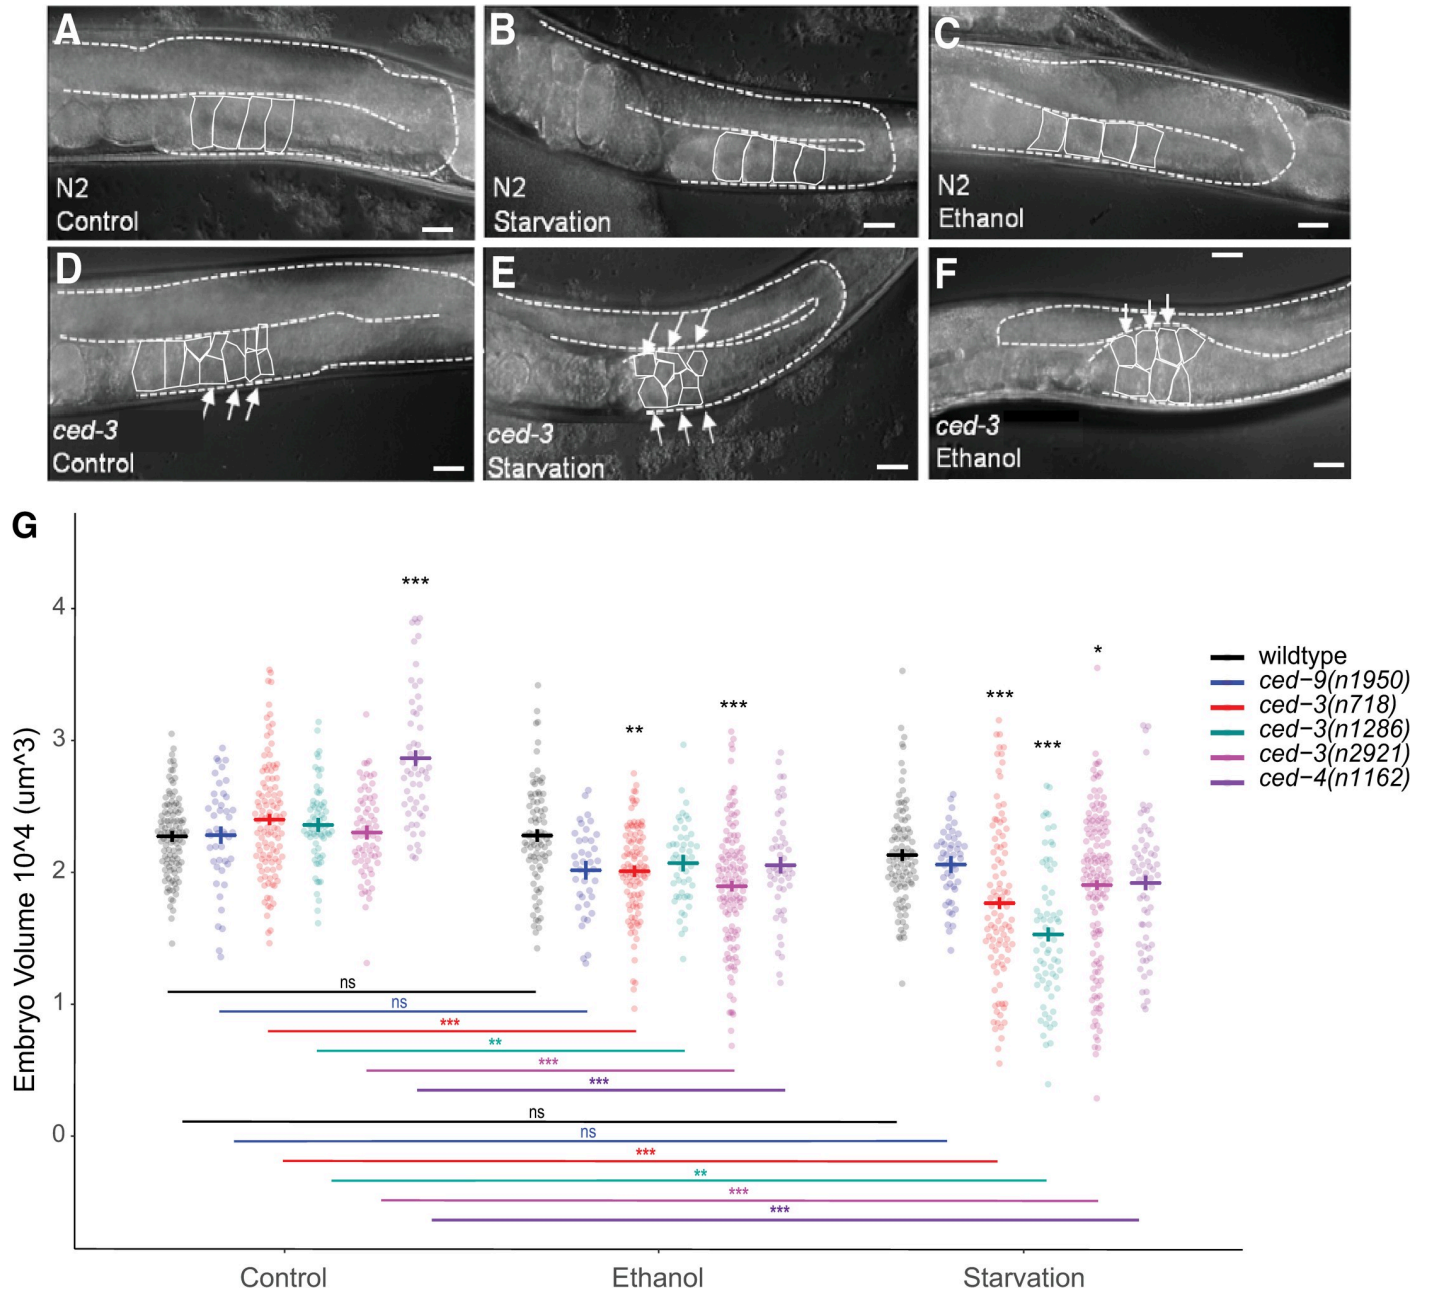 A
N2
Control
B
N2
Starvation
C
N2
Ethanol
D
ced-3
Control
E
ced-3
Starvation
F
ced-3
Ethanol
G
Embryo Volume 10^4 (um^3)
4
3
2
1
0
***
**
***
***
***
*
ns
ns
***
**
***
***
ns
ns
***
**
***
***
Control
Ethanol
Starvation
wildtype
ced−9(n1950)
ced−3(n718)
ced−3(n1286)
ced−3(n2921)
ced−4(n1162)